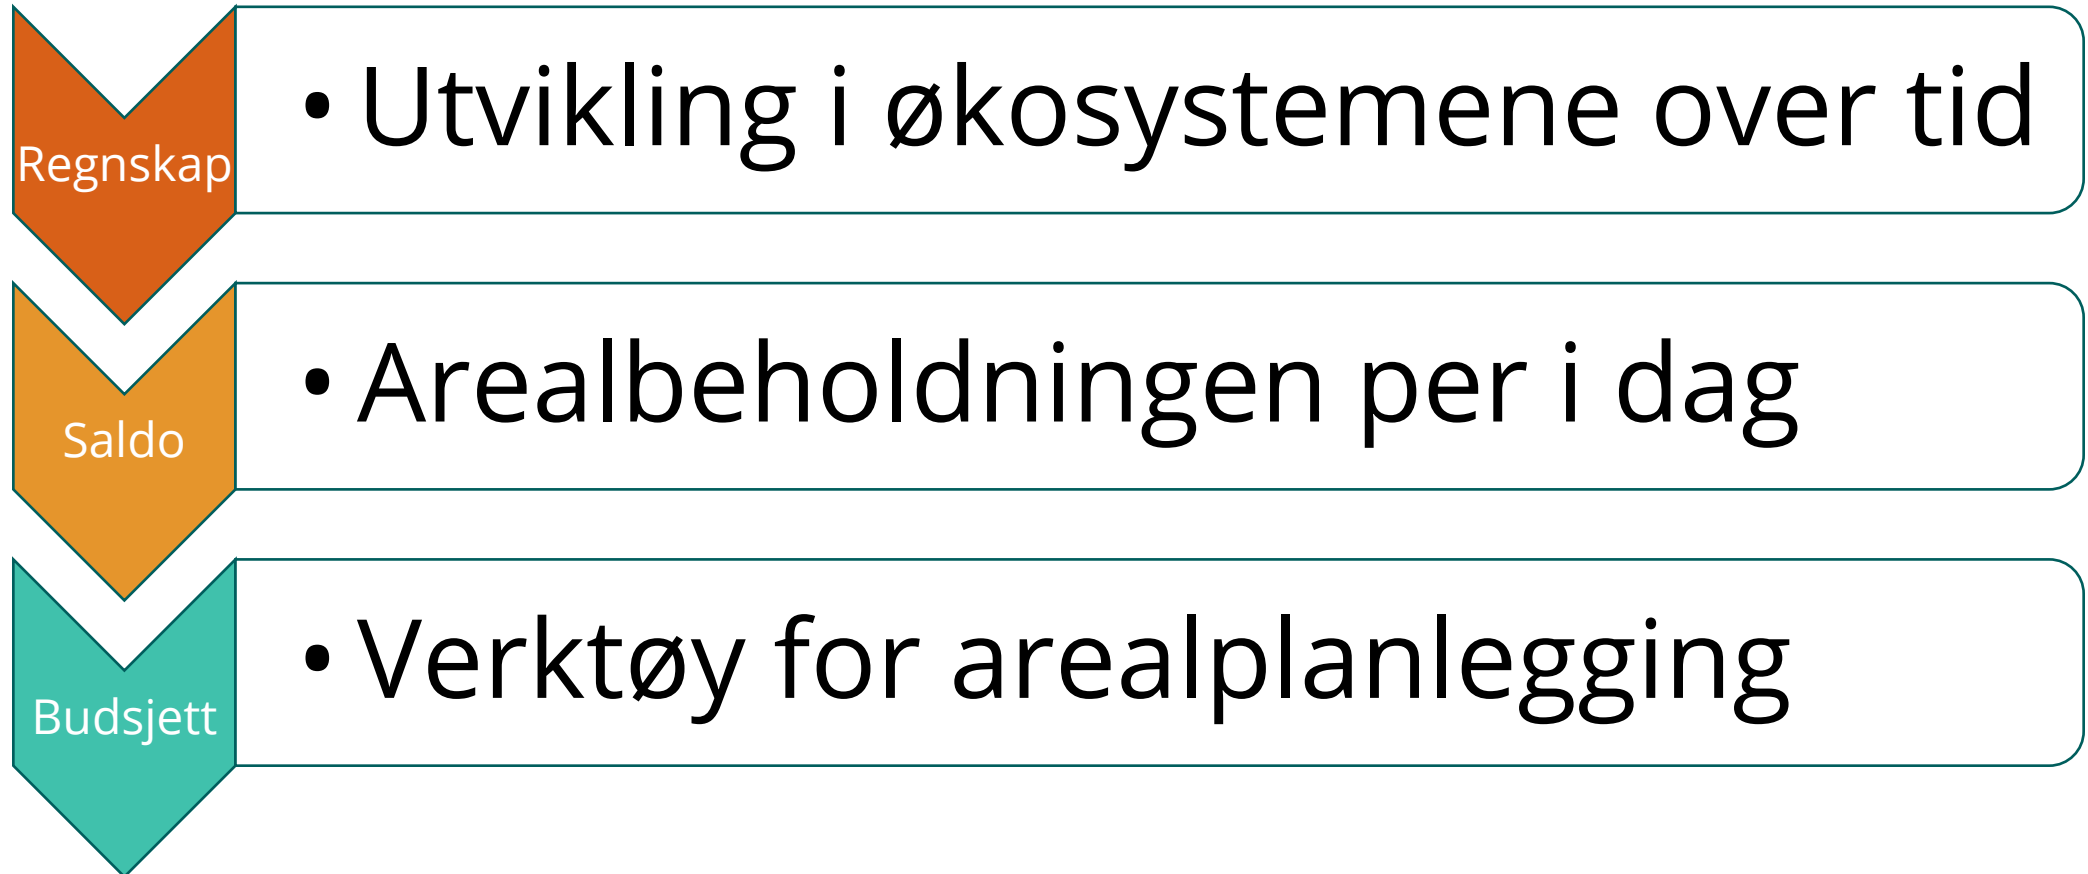 Regnskap
• Utvikling i økosystemene over tid
Saldo
• Arealbeholdningen per i dag
Budsjett
• Verktøy for arealplanlegging